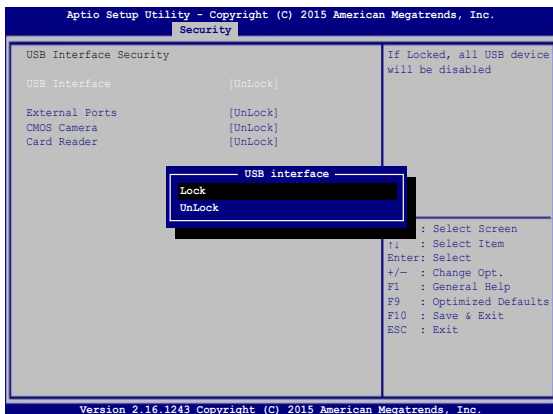 Aptio Setup Utility - Copyright (C) 2015 American Megatrends, Inc.
Security
USB Interface Security
USB Interface [UnLock]
External Ports [UnLock]
CMOS Camera [UnLock]
Card Reader [UnLock]
USB interface
Lock
UnLock
If Locked, all USB device
will be disabled
: Select Screen
↑↓ : Select Item
Enter: Select
+/— : Change Opt.
F1 : General Help
F9 : Optimized Defaults
F10 : Save & Exit
ESC : Exit
Version 2.16.1243 Copyright (C) 2015 American Megatrends, Inc.